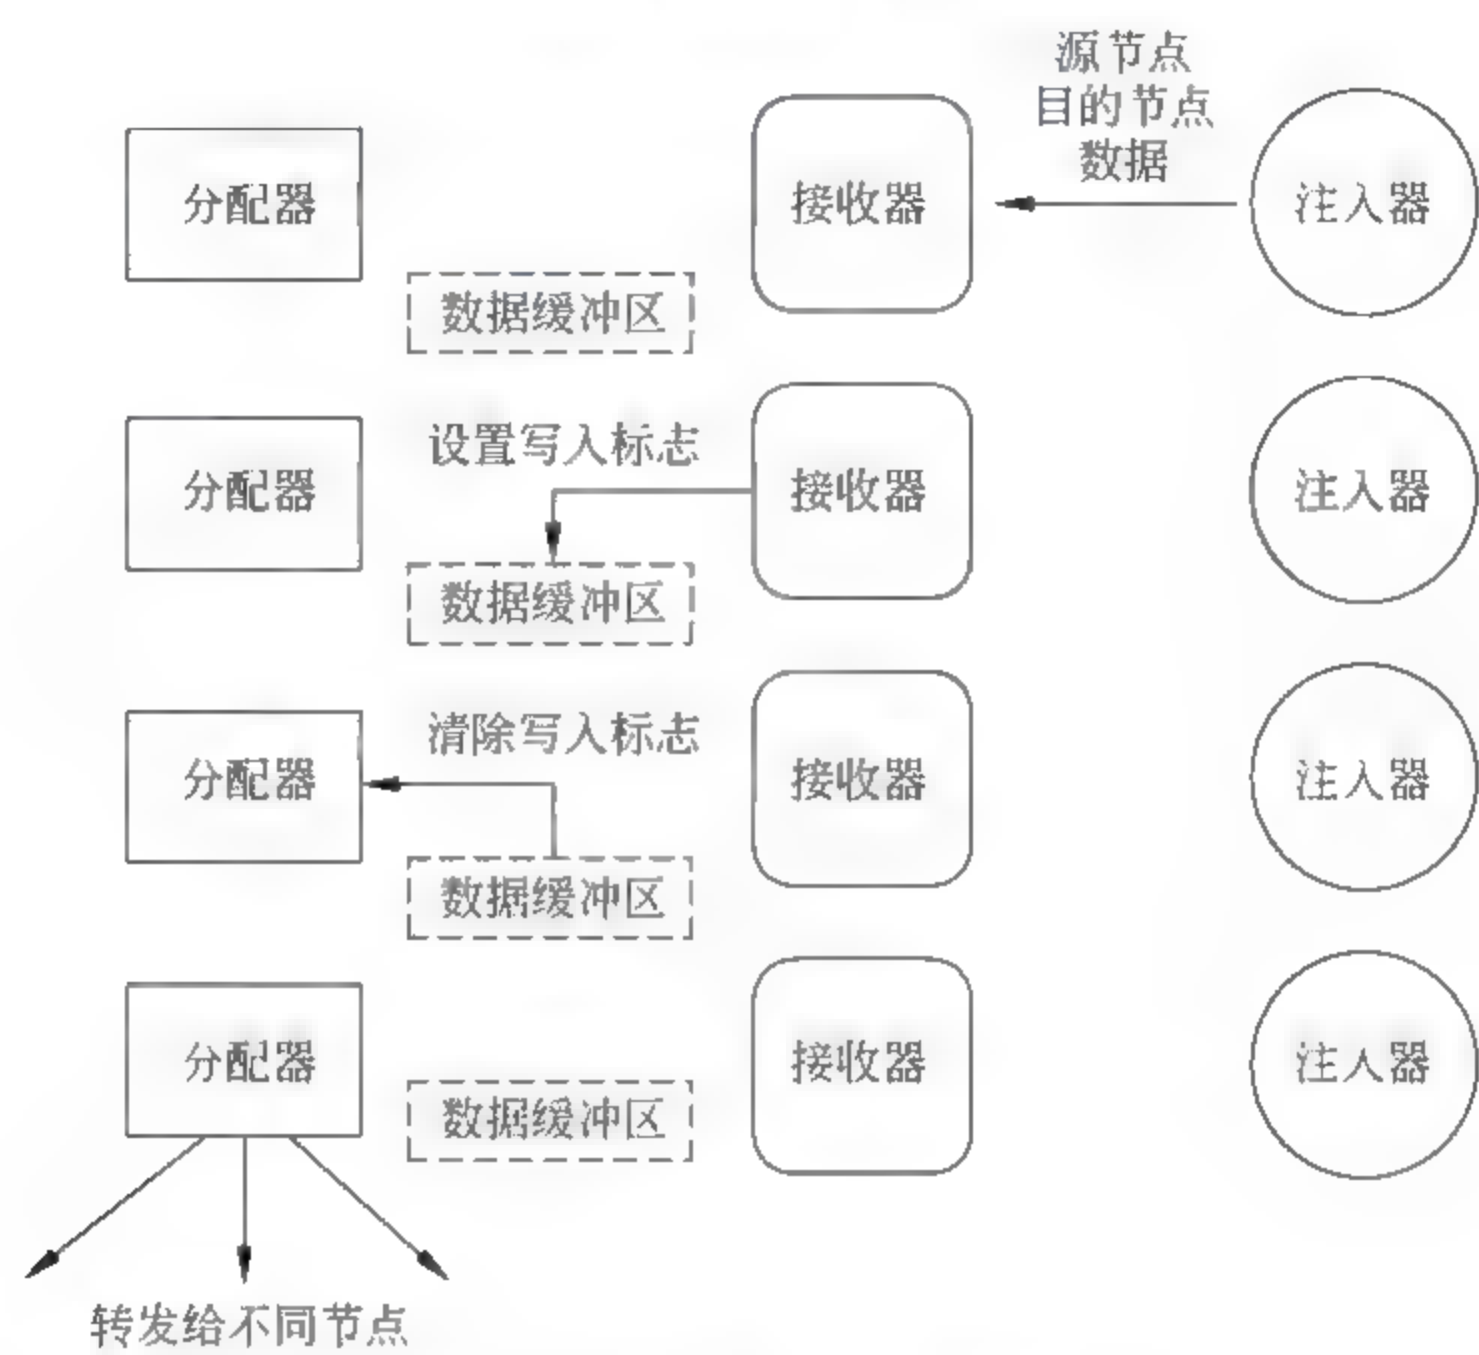 源节点
目的节点
数据
分配器
接收器
注入器
数据缓冲区
设置写入标志
分配器
接收器
注入器
数据缓冲区
清除写入标志
分配器
接收器
注入器
数据缓冲区
分配器
接收器
注入器
数据缓冲区
转发给不同节点